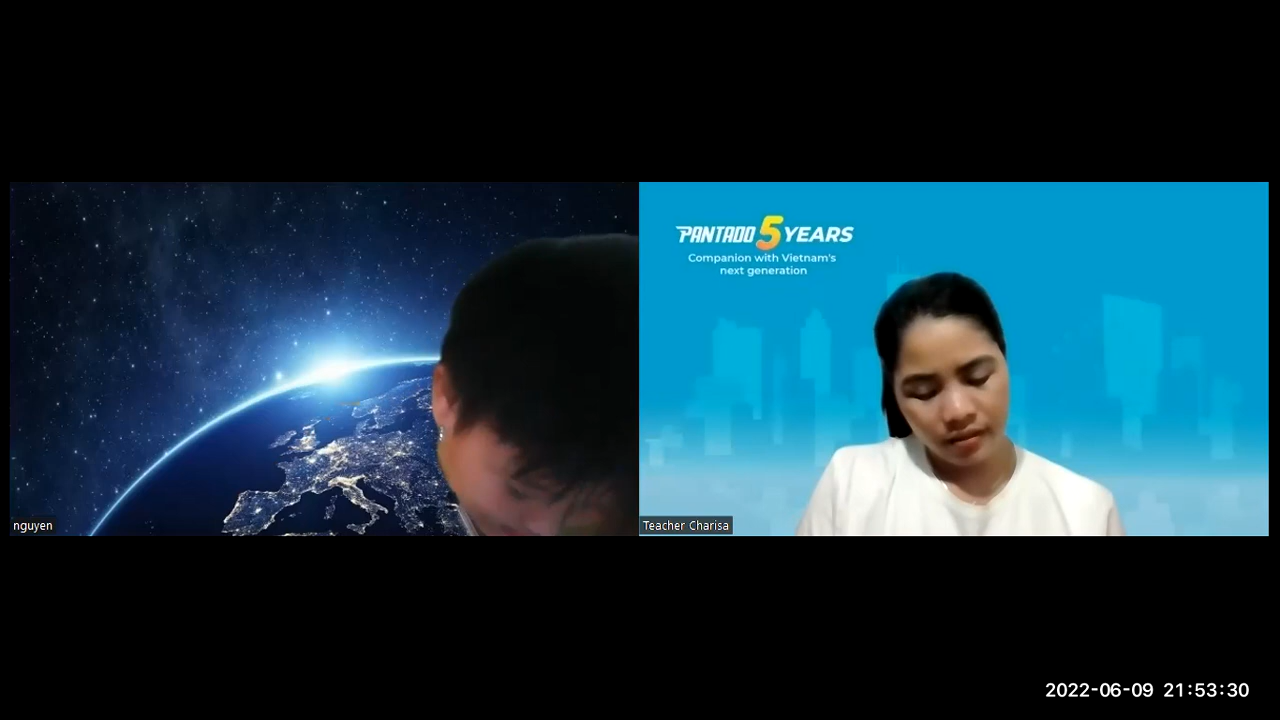 PANTADO 5 YEARS
Companion with Vietnam's
next generation
nguyen
Teacher Charisa
2022-06-09 21:53:30